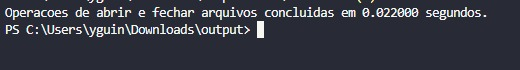 Operacoes de abrir e fechar arquivos concluidas em 0.022000 segundos.
PS C:\Users\yguin\Downloads\output>